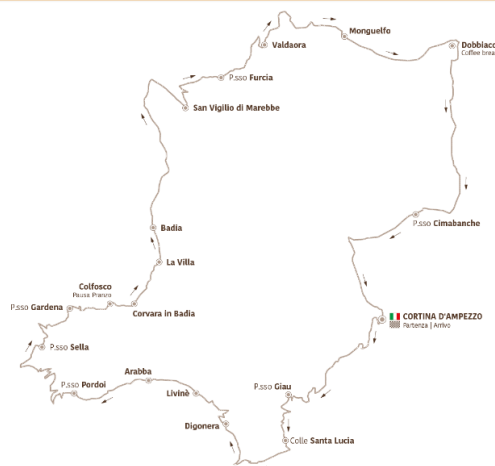 Monguelfo
Valdaora
Dobbiaco
Coffee brea
P.sso Furcia
San Vigilio di Marebbe
P.sso Cimabanche
Badia
La Villa
Colfosco
Pausa Pranzo
P.sso Gardena
Corvara in Badia
CORTINA D'AMPEZZO
Partenza | Arrivo
P.sso Sella
Arabba
P.sso Pordoi
P.sso Giau
Livinè
Digonera
Colle Santa Lucia